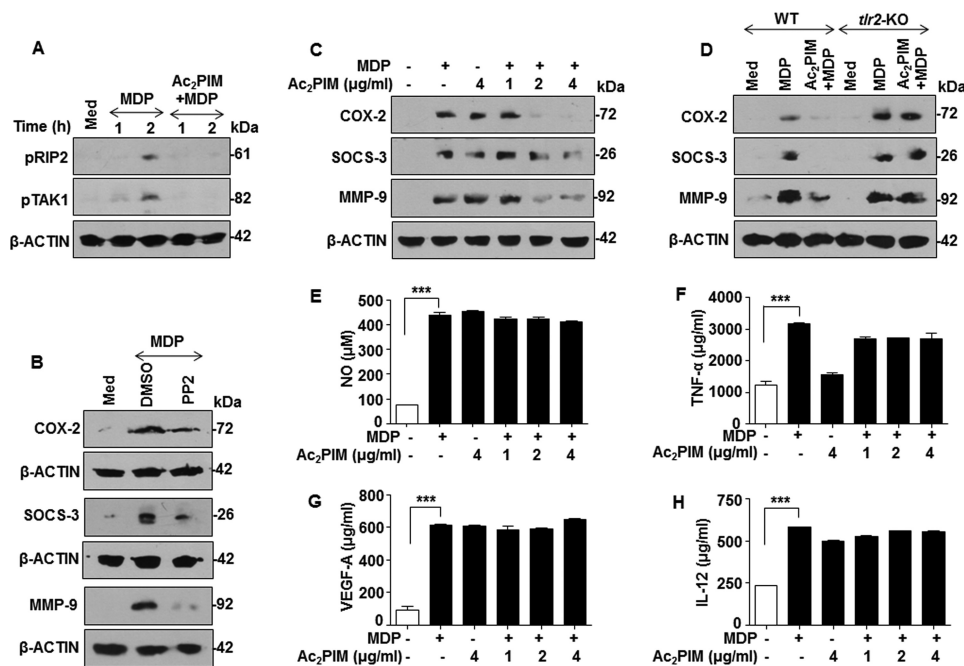 A
Med
MDP
Ac₂PIM
+MDP
Time (h) 1 2 1 2 kDa
pRIP2 -61
pTAK1 -82
β-ACTIN -42
B
MDP
Med DMSO PP2 kDa
COX-2 -72
β-ACTIN -42
SOCS-3 -26
β-ACTIN -42
MMP-9 -92
β-ACTIN -42
C
MDP - + - + + +
Ac₂PIM (µg/ml) - - 4 1 2 4 kDa
COX-2 -72
SOCS-3 -26
MMP-9 -92
β-ACTIN -42
D
WT tlr2-KO
Med MDP Ac₂PIM +MDP Med MDP Ac₂PIM +MDP kDa
COX-2 -72
SOCS-3 -26
MMP-9 -92
β-ACTIN -42
E
***
NO (µM)
500
400
300
200
100
0
MDP - + - + + +
Ac₂PIM (µg/ml) - - 4 1 2 4
F
***
TNF-α (µg/ml)
4000
3000
2000
1000
0
MDP - + - + + +
Ac₂PIM (µg/ml) - - 4 1 2 4
G
***
VEGF-A (µg/ml)
800
600
400
200
0
MDP - + - + + +
Ac₂PIM (µg/ml) - - 4 1 2 4
H
***
IL-12 (µg/ml)
750
500
250
0
MDP - + - + + +
Ac₂PIM (µg/ml) - - 4 1 2 4